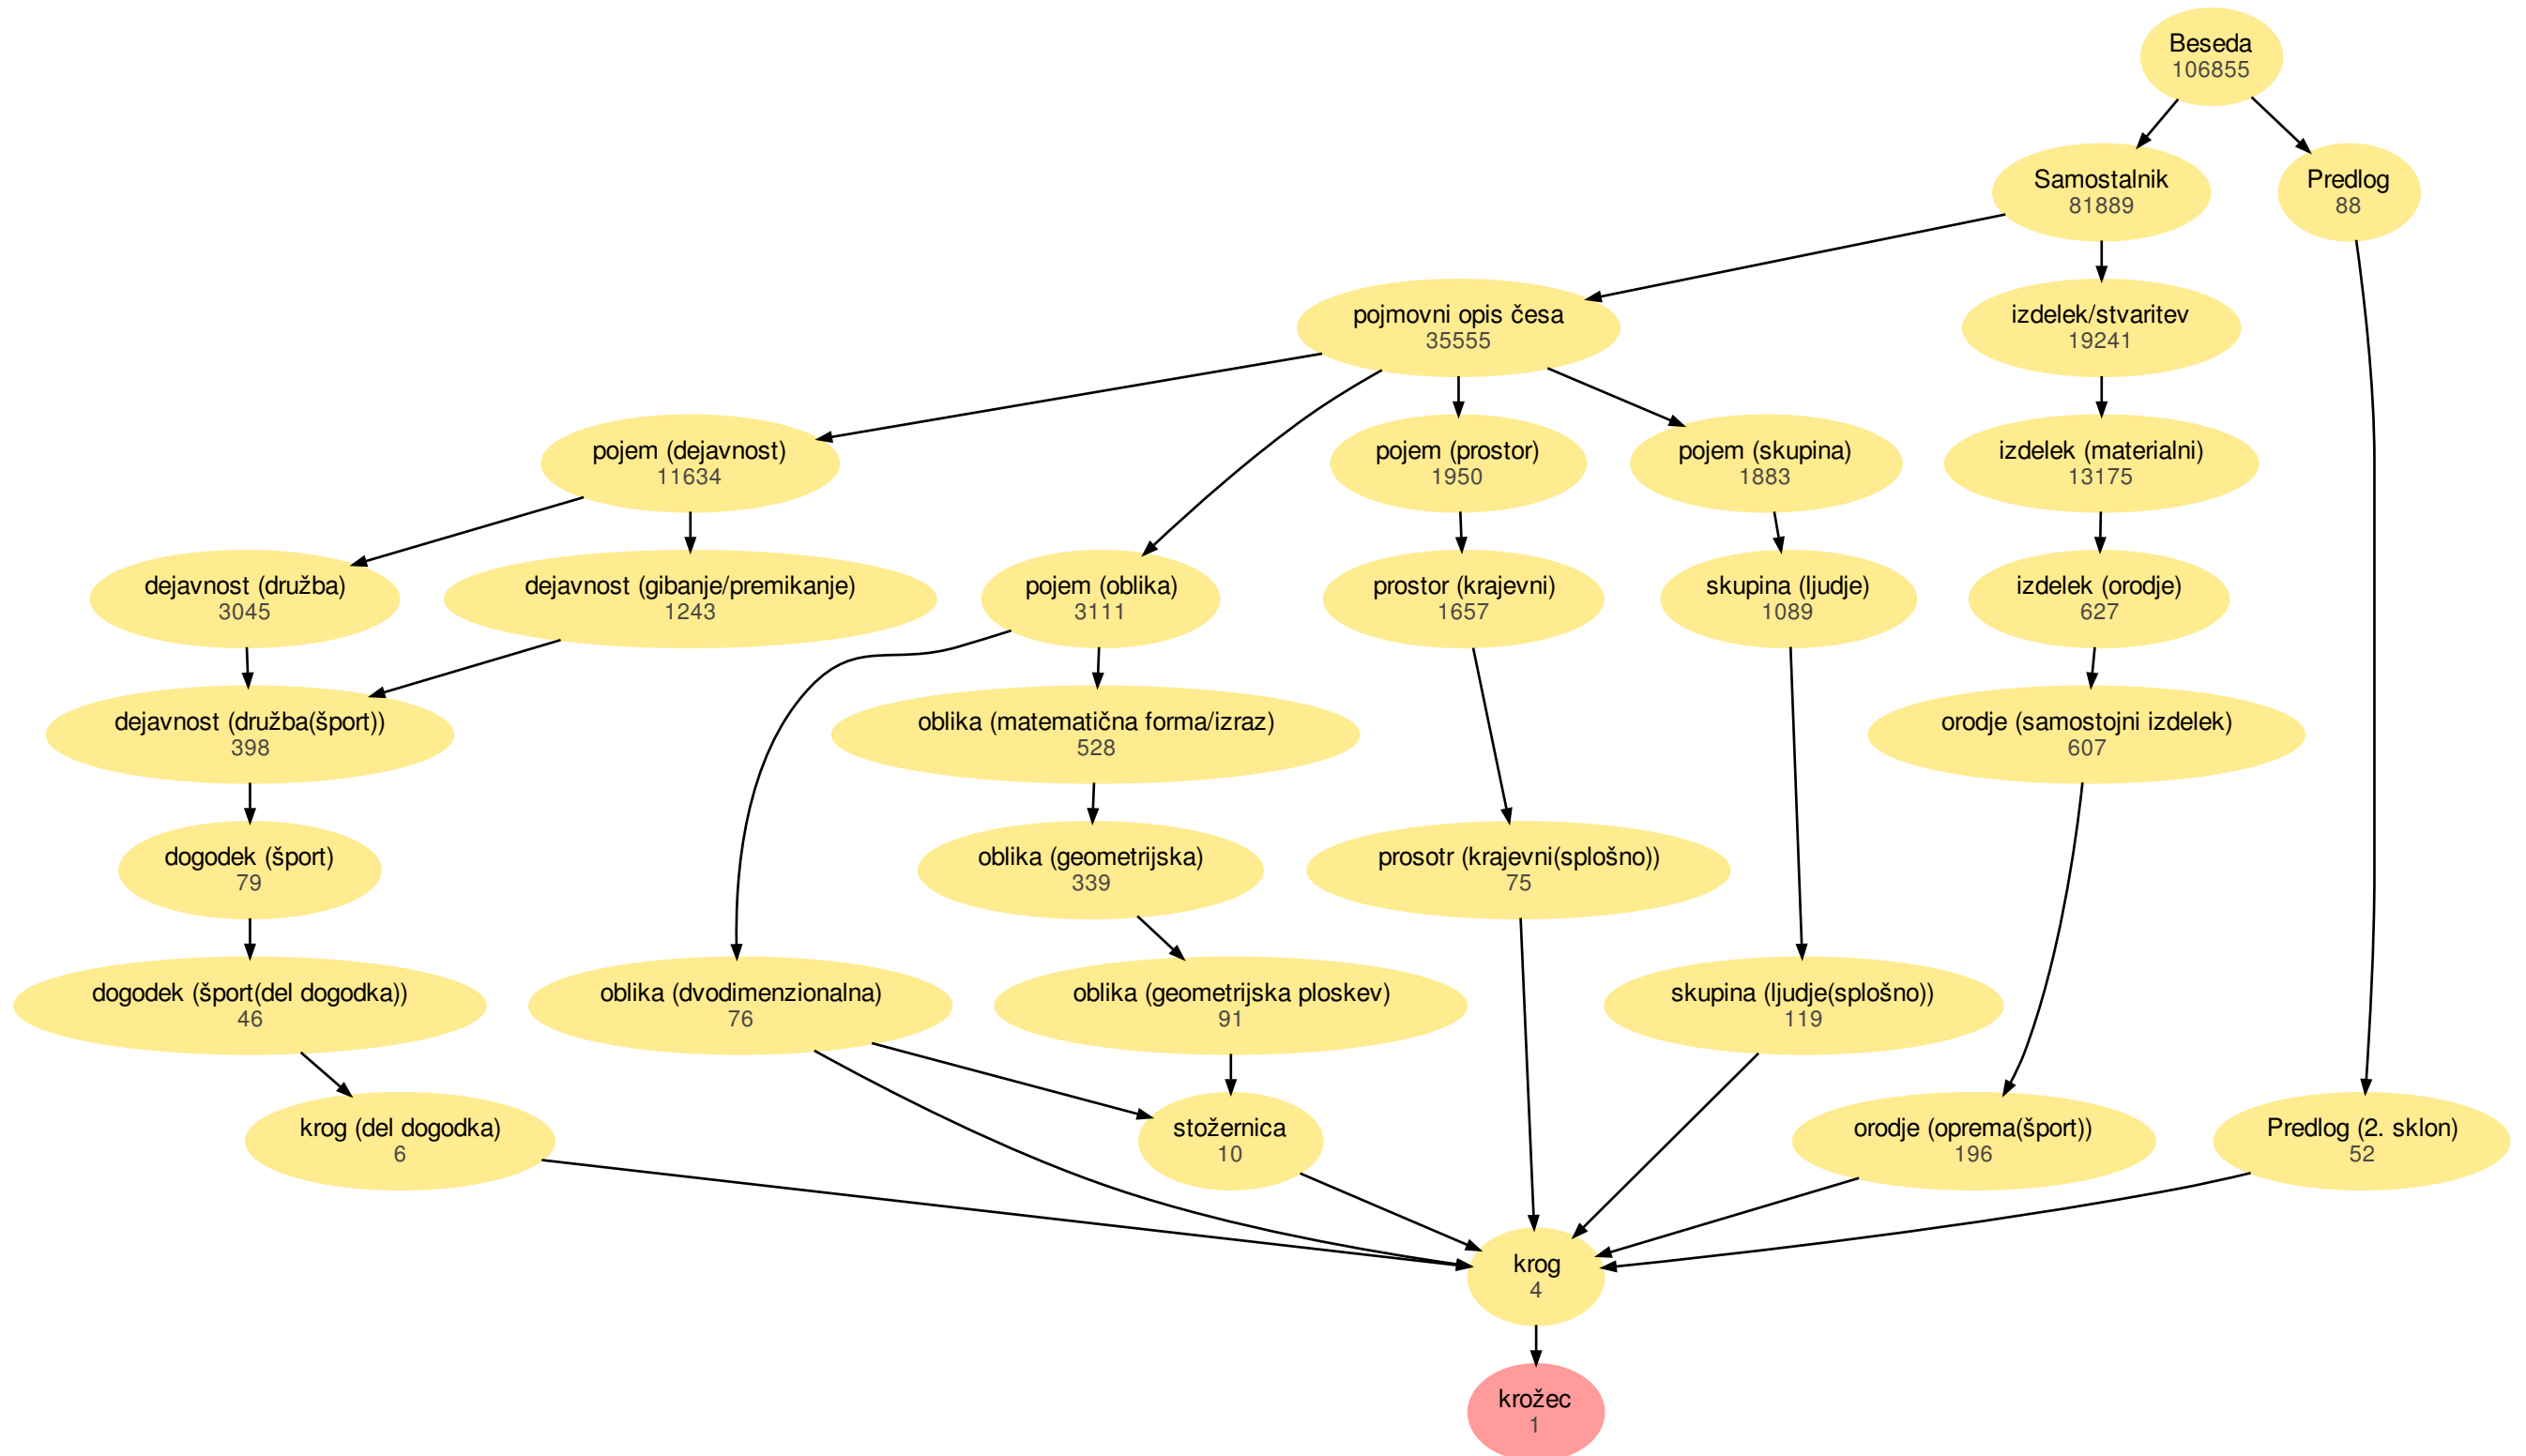 Beseda
106855
Samostalnik
81889
Predlog
88
pojmovni opis česa
35555
izdelek/stvaritev
19241
pojem (dejavnost)
11634
pojem (prostor)
1950
pojem (skupina)
1883
izdelek (materialni)
13175
dejavnost (družba)
3045
dejavnost (gibanje/premikanje)
1243
pojem (oblika)
3111
prostor (krajevni)
1657
skupina (ljudje)
1089
izdelek (orodje)
627
dejavnost (družba(šport))
398
oblika (matematična forma/izraz)
528
orodje (samostojni izdelek)
607
dogodek (šport)
79
oblika (geometrijska)
339
prosotr (krajevni(splošno))
75
dogodek (šport(del dogodka))
46
oblika (dvodimenzionalna)
76
oblika (geometrijska ploskev)
91
skupina (ljudje(splošno))
119
krog (del dogodka)
6
stožernica
10
orodje (oprema(šport))
196
Predlog (2. sklon)
52
krog
4
krožec
1